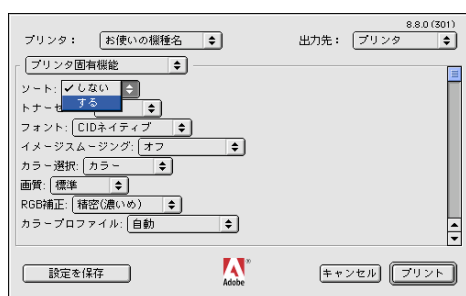 8.8.0 (301)
プリンタ： お使いの機種名 出力先： プリンタ
プリンタ固有機能
ソート: ✓しない
する
トナーセ
フォント: CIDネイティブ
イメージスムージング: オフ
カラー選択: カラー
画質: 標準
RGB補正: 精密(濃いめ)
カラープロファイル: 自動
設定を保存 Adobe キャンセル プリント